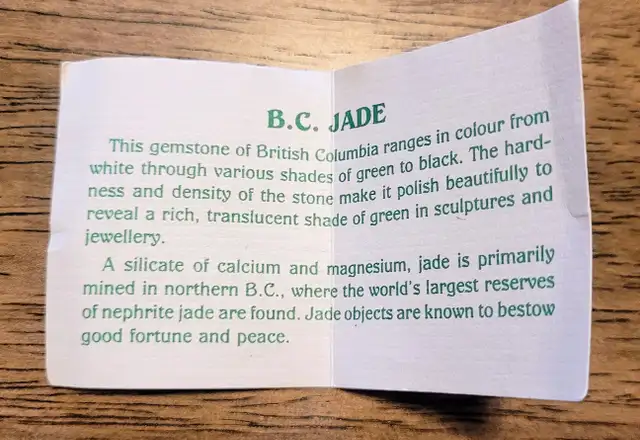 B.C. JADE
This gemstone of British Columbia ranges in colour from
white through various shades of green to black. The hard-
ness and density of the stone make it polish beautifully to
reveal a rich, translucent shade of green in sculptures and
jewellery.
A silicate of calcium and magnesium, jade is primarily
mined in northern B.C., where the world's largest reserves
of nephrite jade are found. Jade objects are known to bestow
good fortune and peace.